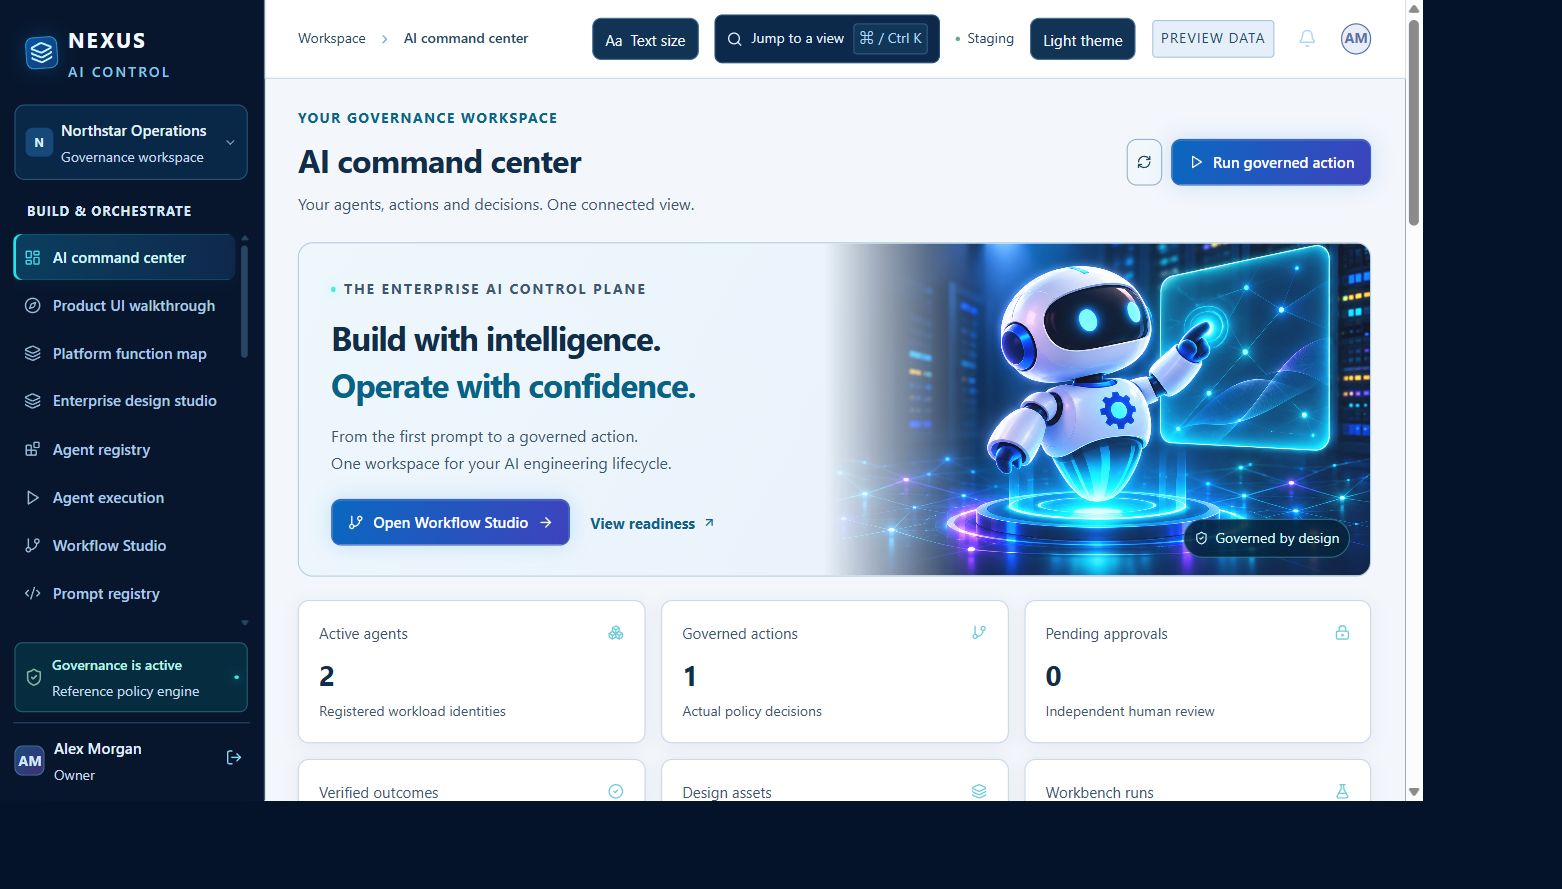 NEXUS
AI CONTROL
N
Northstar Operations
Governance workspace
BUILD & ORCHESTRATE
AI command center
Product UI walkthrough
Platform function map
Enterprise design studio
Agent registry
Agent execution
Workflow Studio
Prompt registry
Governance is active
Reference policy engine
AM
Alex Morgan
Owner
Workspace > AI command center
Aa Text size
Jump to a view ⌘ / Ctrl K
Staging
Light theme
PREVIEW DATA
AM
YOUR GOVERNANCE WORKSPACE
AI command center
Your agents, actions and decisions. One connected view.
Run governed action
THE ENTERPRISE AI CONTROL PLANE
Build with intelligence.
Operate with confidence.
From the first prompt to a governed action.
One workspace for your AI engineering lifecycle.
Open Workflow Studio →
View readiness ↗
Governed by design
Active agents
2
Registered workload identities
Governed actions
1
Actual policy decisions
Pending approvals
0
Independent human review
Verified outcomes
Design assets
Workbench runs